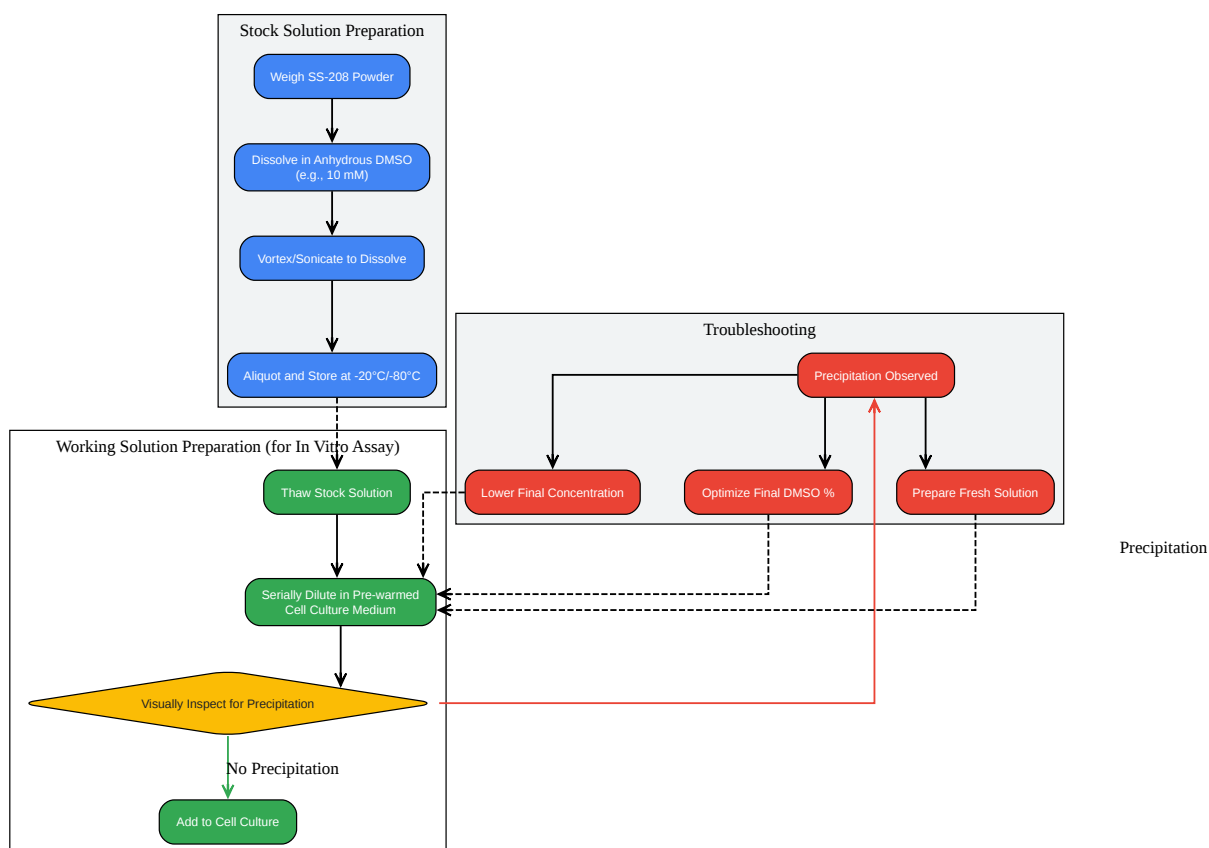 Stock Solution Preparation
Weigh SS-208 Powder
Dissolve in Anhydrous DMSO
(e.g., 10 mM)
Vortex/Sonicate to Dissolve
Aliquot and Store at -20°C/-80°C
Troubleshooting
Precipitation Observed
Lower Final Concentration
Optimize Final DMSO %
Prepare Fresh Solution
Working Solution Preparation (for In Vitro Assay)
Thaw Stock Solution
Serially Dilute in Pre-warmed
Cell Culture Medium
Visually Inspect for Precipitation
Precipitation
No Precipitation
Add to Cell Culture